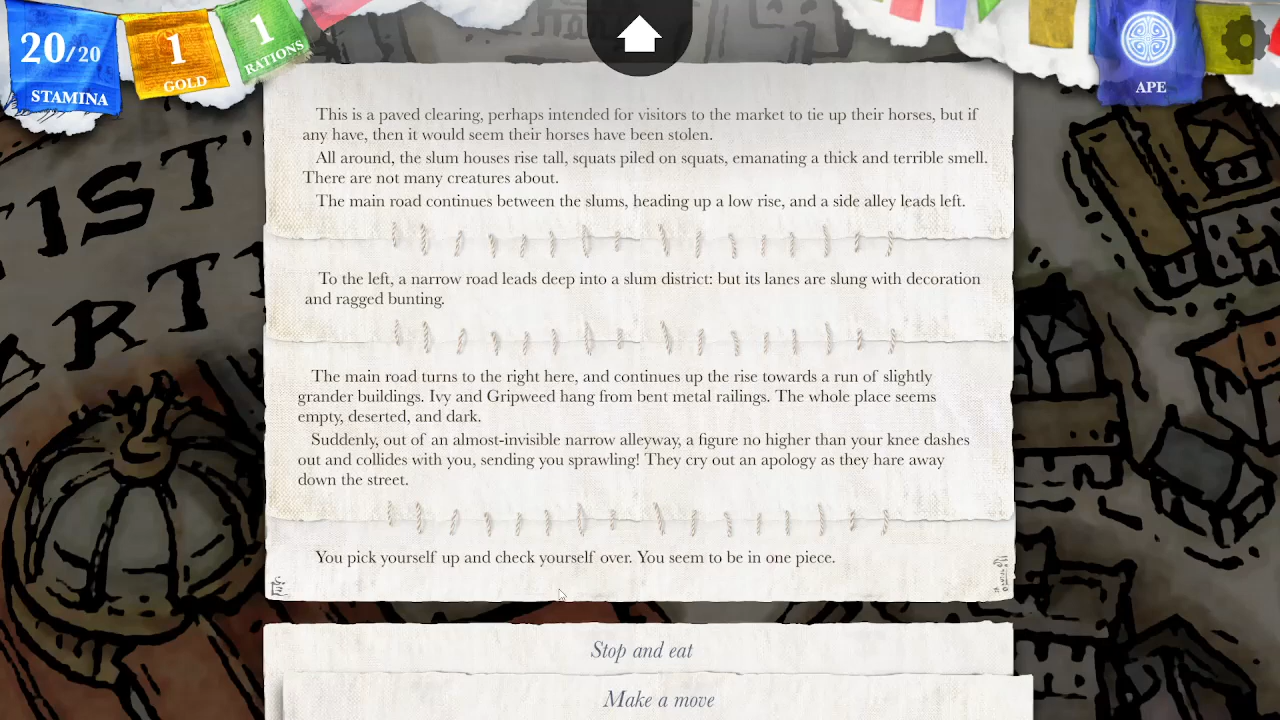 20/20
STAMINA
1
GOLD
1
RATIONS
APE
IST'
ART
This is a paved clearing, perhaps intended for visitors to the market to tie up their horses, but if
any have, then it would seem their horses have been stolen.
All around, the slum houses rise tall, squats piled on squats, emanating a thick and terrible smell.
There are not many creatures about.
The main road continues between the slums, heading up a low rise, and a side alley leads left.
To the left, a narrow road leads deep into a slum district: but its lanes are slung with decoration
and ragged bunting.
The main road turns to the right here, and continues up the rise towards a run of slightly
grander buildings. Ivy and Gripweed hang from bent metal railings. The whole place seems
empty, deserted, and dark.
Suddenly, out of an almost-invisible narrow alleyway, a figure no higher than your knee dashes
out and collides with you, sending you sprawling! They cry out an apology as they hare away
down the street.
You pick yourself up and check yourself over. You seem to be in one piece.
Stop and eat
Make a move